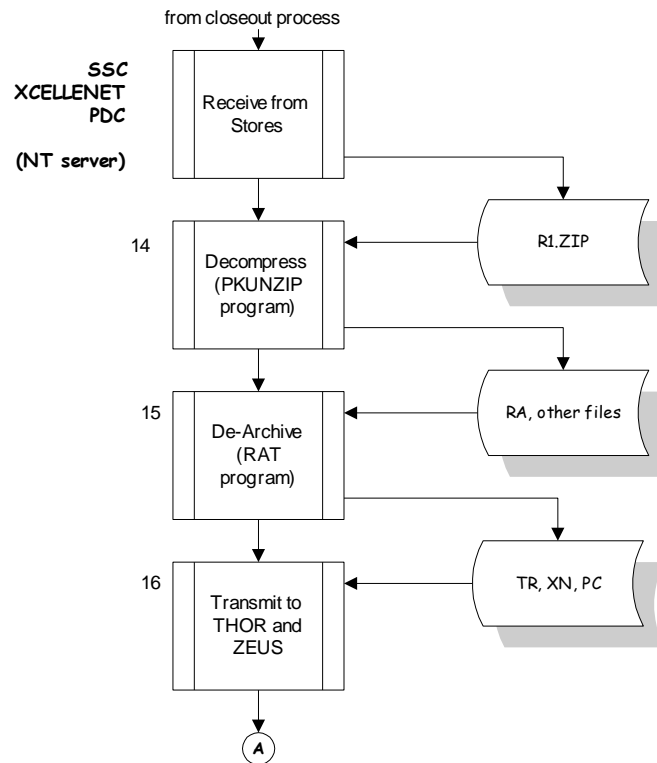 from closeout process
SSC
XCELLENET
PDC
(NT server)
Receive from
Stores
R1.ZIP
14
Decompress
(PKUNZIP
program)
RA, other files
15
De-Archive
(RAT
program)
TR, XN, PC
16
Transmit to
THOR and
ZEUS
A